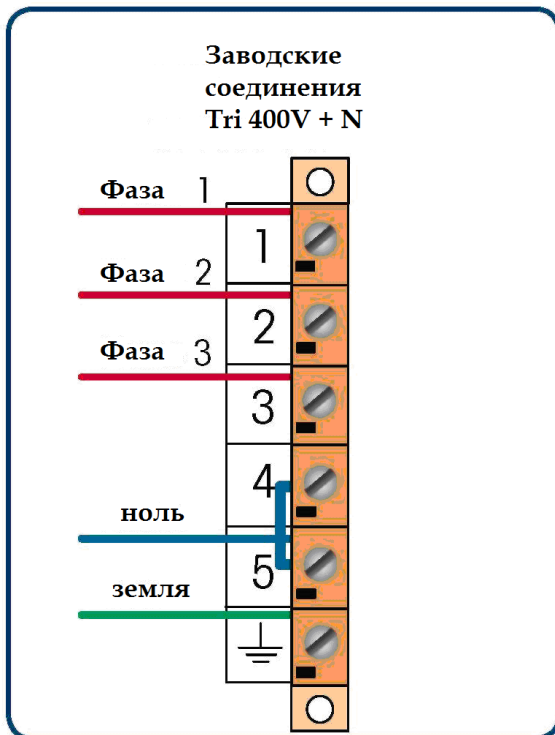 Заводские
соединения
Tri 400V + N
Фаза 1
1
Фаза 2
2
Фаза 3
3
4
ноль
5
земля